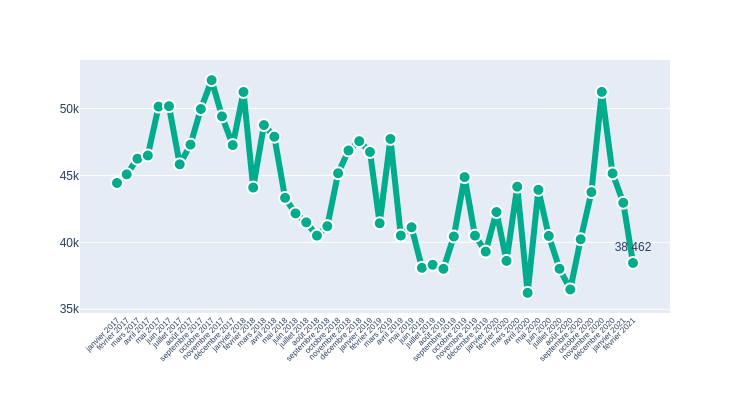 50k
45k
40k
35k
38,462
janvier 2017
février 2017
mars 2017
avril 2017
mai 2017
juin 2017
juillet 2017
août 2017
septembre 2017
octobre 2017
novembre 2017
décembre 2017
janvier 2018
février 2018
mars 2018
avril 2018
mai 2018
juin 2018
juillet 2018
août 2018
septembre 2018
octobre 2018
novembre 2018
décembre 2018
janvier 2019
février 2019
mars 2019
avril 2019
mai 2019
juin 2019
juillet 2019
août 2019
septembre 2019
octobre 2019
novembre 2019
décembre 2019
janvier 2020
février 2020
mars 2020
avril 2020
mai 2020
juin 2020
juillet 2020
août 2020
septembre 2020
octobre 2020
novembre 2020
décembre 2020
janvier 2021
février 2021